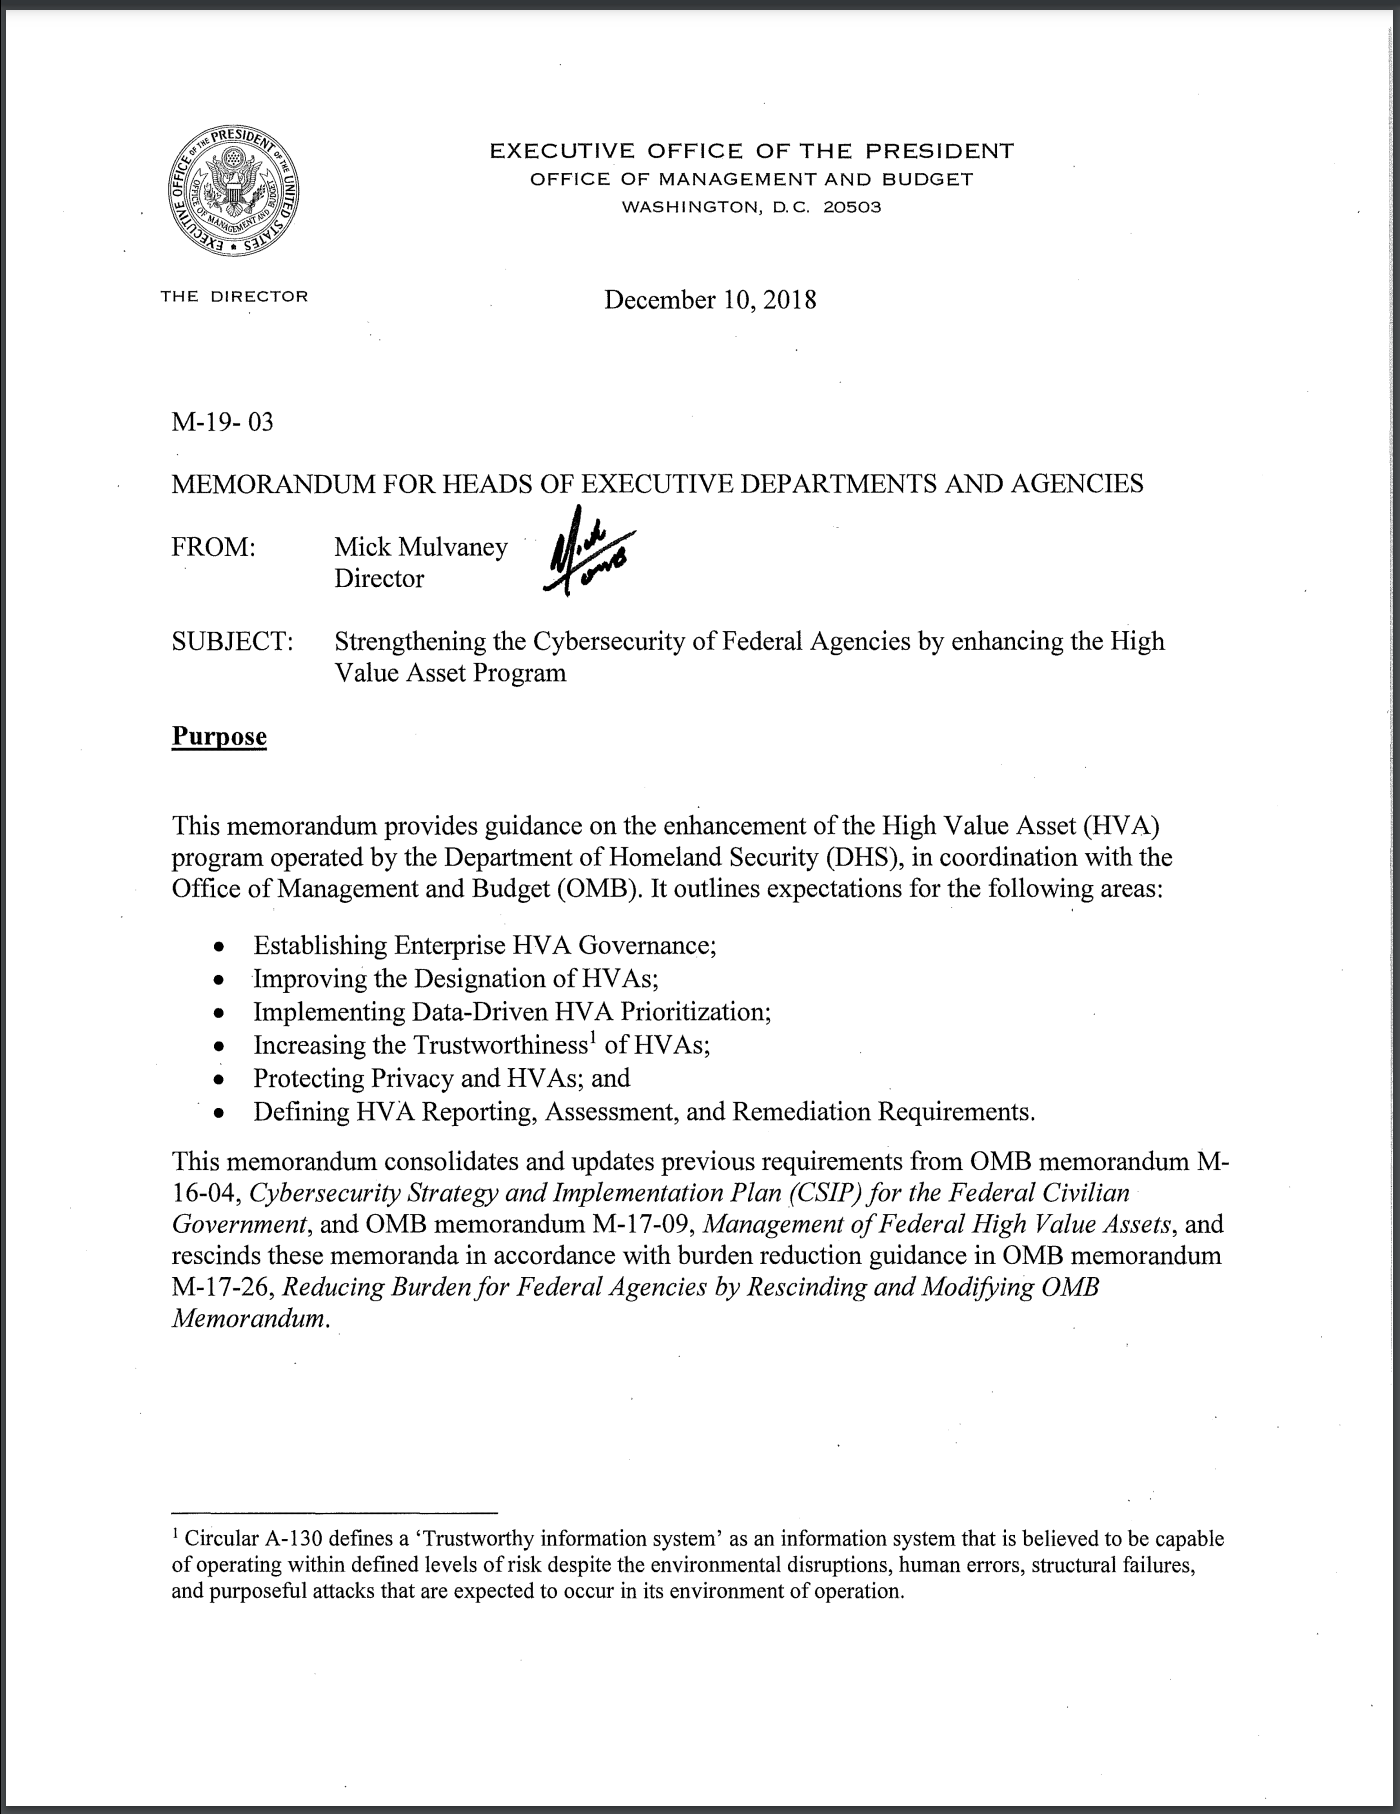 EXECUTIVE OFFICE OF THE PRESIDENT OF THE UNITED STATES
OFFICE OF MANAGEMENT AND BUDGET
EXECUTIVE OFFICE OF THE PRESIDENT
OFFICE OF MANAGEMENT AND BUDGET
WASHINGTON, D.C. 20503
THE DIRECTOR
December 10, 2018
M-19- 03
MEMORANDUM FOR HEADS OF EXECUTIVE DEPARTMENTS AND AGENCIES
FROM: Mick Mulvaney
Director
Mick
OMB
SUBJECT: Strengthening the Cybersecurity of Federal Agencies by enhancing the High
Value Asset Program
Purpose
This memorandum provides guidance on the enhancement of the High Value Asset (HVA)
program operated by the Department of Homeland Security (DHS), in coordination with the
Office of Management and Budget (OMB). It outlines expectations for the following areas:
• Establishing Enterprise HVA Governance;
• Improving the Designation of HVAs;
• Implementing Data-Driven HVA Prioritization;
• Increasing the Trustworthiness¹ of HVAs;
• Protecting Privacy and HVAs; and
• Defining HVA Reporting, Assessment, and Remediation Requirements.
This memorandum consolidates and updates previous requirements from OMB memorandum M-
16-04, Cybersecurity Strategy and Implementation Plan (CSIP) for the Federal Civilian
Government, and OMB memorandum M-17-09, Management of Federal High Value Assets, and
rescinds these memoranda in accordance with burden reduction guidance in OMB memorandum
M-17-26, Reducing Burden for Federal Agencies by Rescinding and Modifying OMB
Memorandum.
¹ Circular A-130 defines a ‘Trustworthy information system’ as an information system that is believed to be capable
of operating within defined levels of risk despite the environmental disruptions, human errors, structural failures,
and purposeful attacks that are expected to occur in its environment of operation.